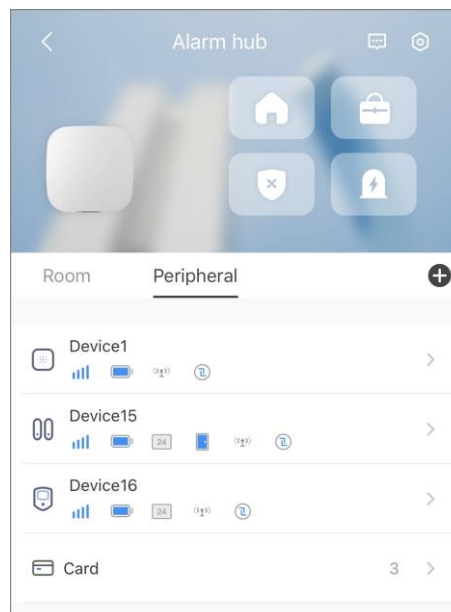 Alarm hub
Room Peripheral
Device1
Device15
24
Device16
24
Card 3